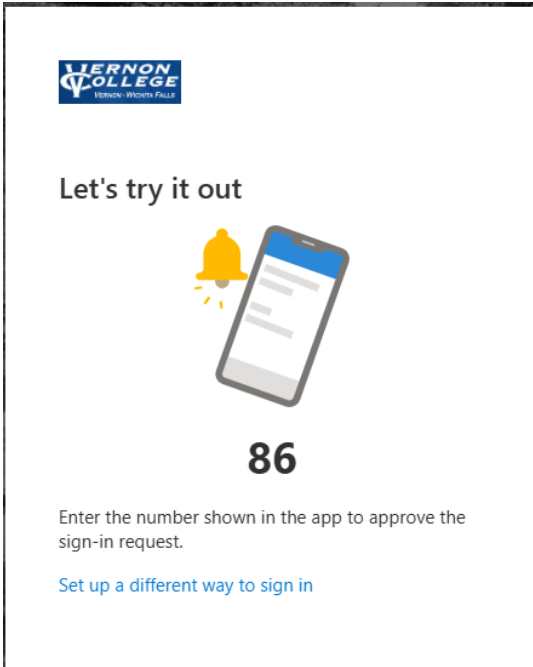 VERNON
COLLEGE
VERNON - WICHITA FALLS
Let's try it out
86
Enter the number shown in the app to approve the
sign-in request.
Set up a different way to sign in